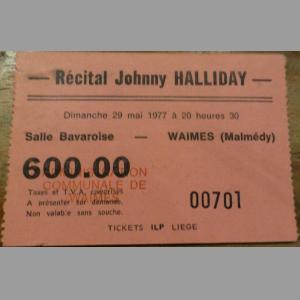 — Récital Johnny HALLIDAY —
Dimanche 29 mai 1977 à 20 heures 30
Salle Bavaroise — WAIMES (Malmédy)
600.00
COMMUNALE DE
Taxes et T.V.A. comprises
A présenter sur demande.
Non valable sans souche.
00701
TICKETS ILP LIEGE